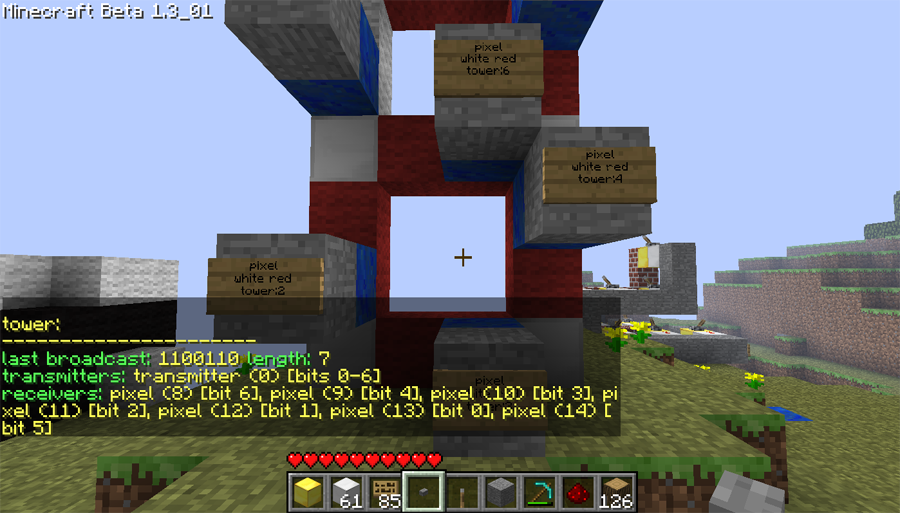 Minecraft Beta 1.3_01
pixel
white red
tower:6
pixel
white red
tower:4
pixel
white red
tower:2
pixel
tower:
----------------------
last broadcast: 1100110 length: 7
transmitters: transmitter (0) [bits 0-6]
receivers: pixel (8) [bit 6], pixel (9) [bit 4], pixel (10) [bit 3], pi
xel (11) [bit 2], pixel (12) [bit 1], pixel (13) [bit 0], pixel (14) [
bit 5]
61
85
126